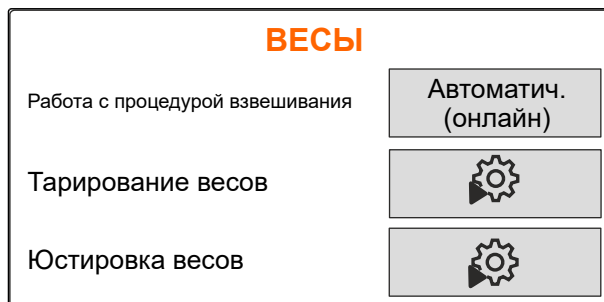 ВЕСЫ
Работа с процедурой взвешивания
Автоматич.
(онлайн)
Тарирование весов
Юстировка весов